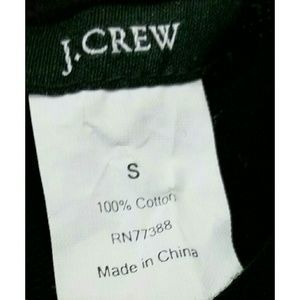 J.CREW
S
100% Cotton
RN77388
Made in China